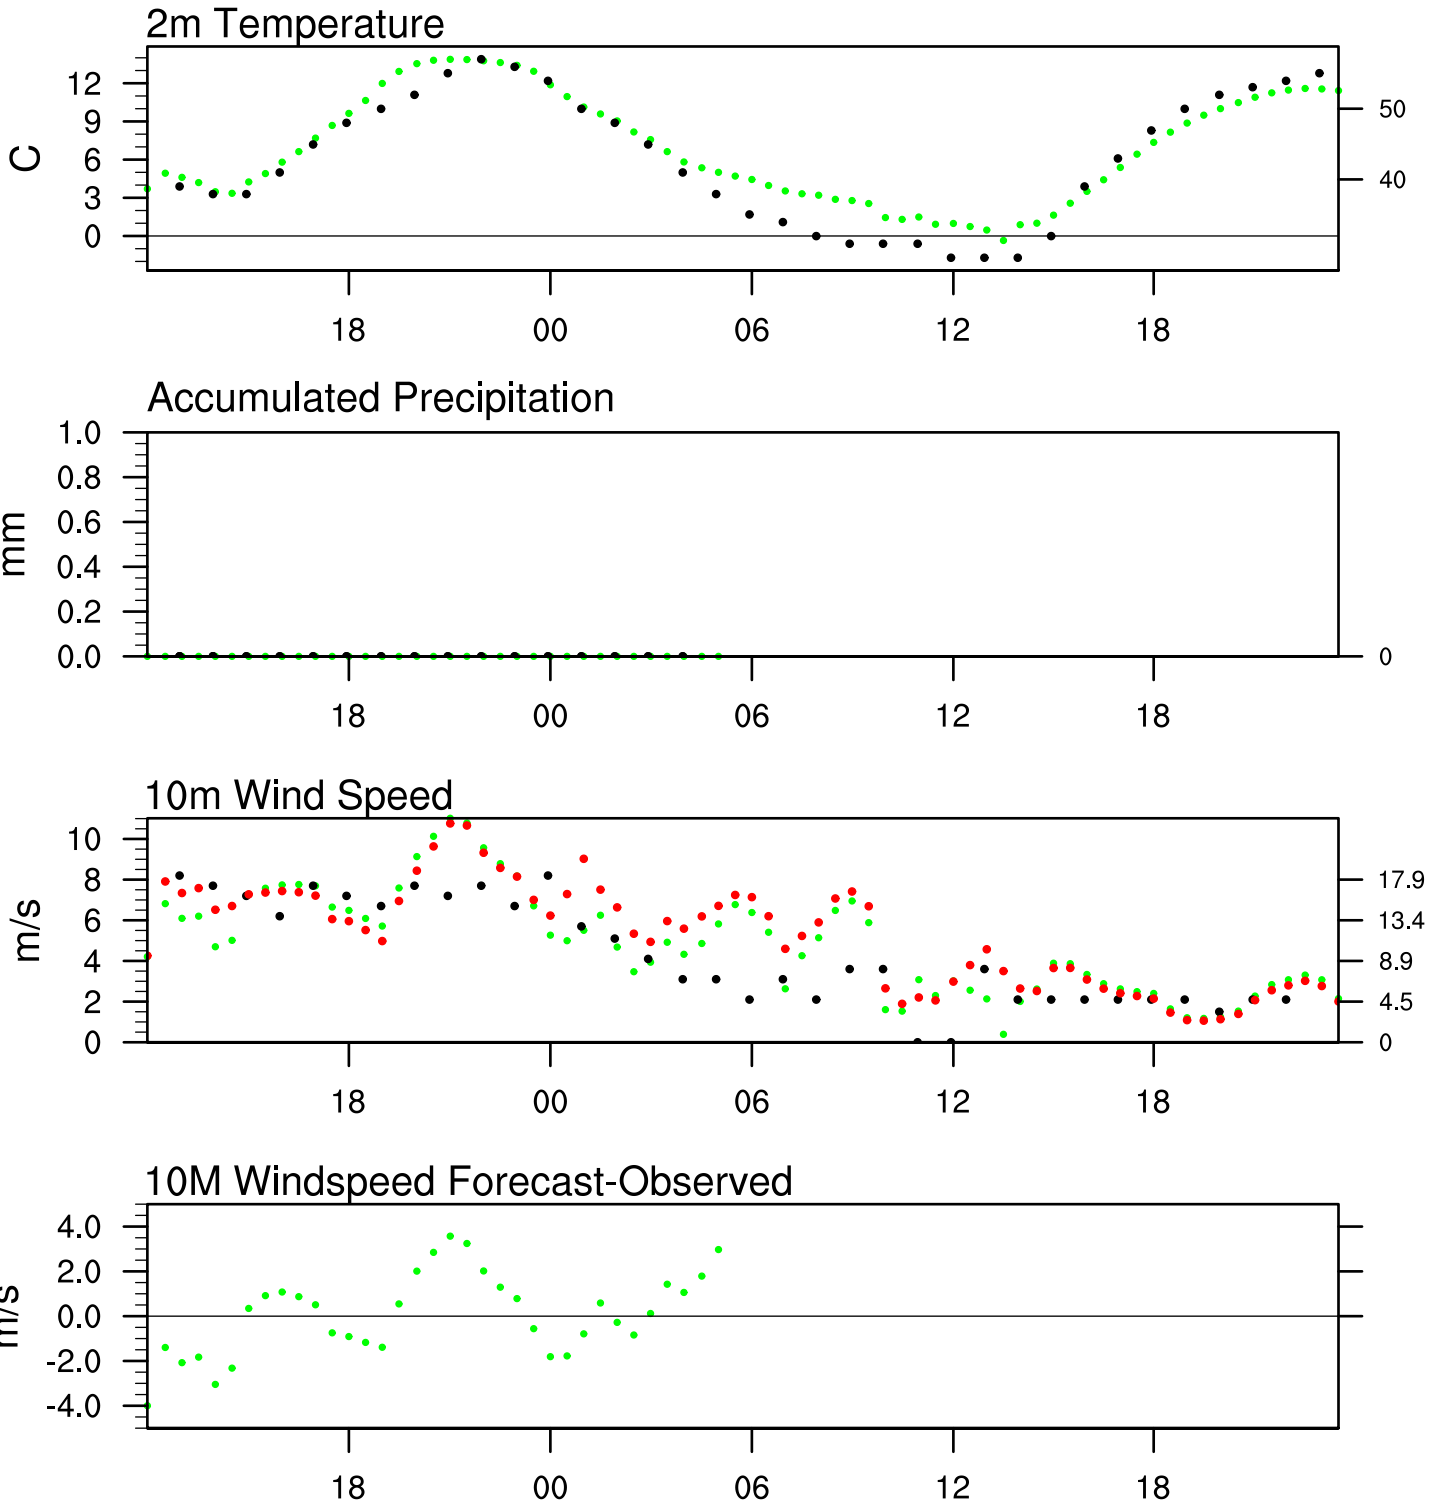 2m Temperature
12
9
6
3
0
C
50
40
18 00 06 12 18
Accumulated Precipitation
1.0
0.8
0.6
0.4
0.2
0.0
mm
0
18 00 06 12 18
10m Wind Speed
10
8
6
4
2
0
m/s
17.9
13.4
8.9
4.5
0
18 00 06 12 18
10M Windspeed Forecast-Observed
4.0
2.0
0.0
-2.0
-4.0
m/s
18 00 06 12 18